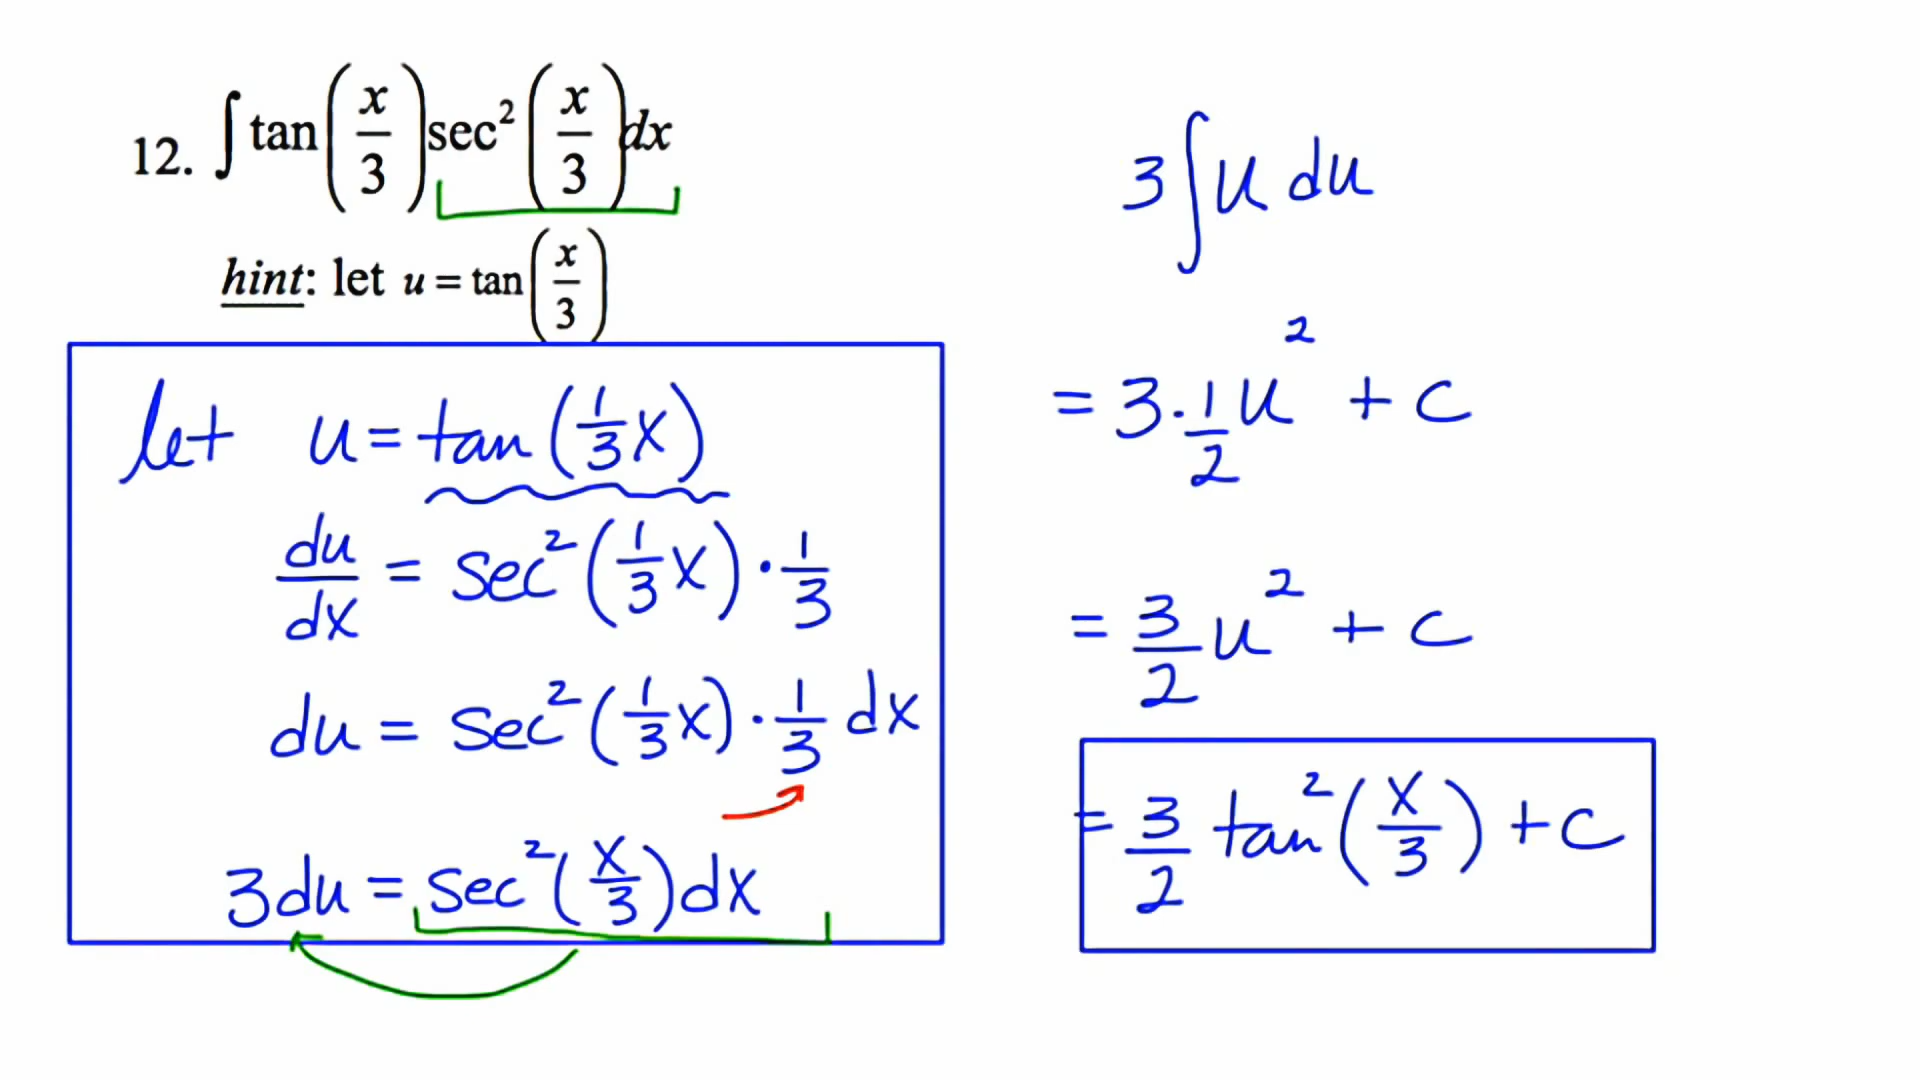 12. ∫ tan(x/3) sec²(x/3) dx
hint: let u = tan(x/3)
let u = tan(1/3 x)
du/dx = sec²(1/3 x) · 1/3
du = sec²(1/3 x) · 1/3 dx
3du = sec²(x/3) dx
3∫u du
= 3 · 1/2 u² + c
= 3/2 u² + c
= 3/2 tan²(x/3) + c